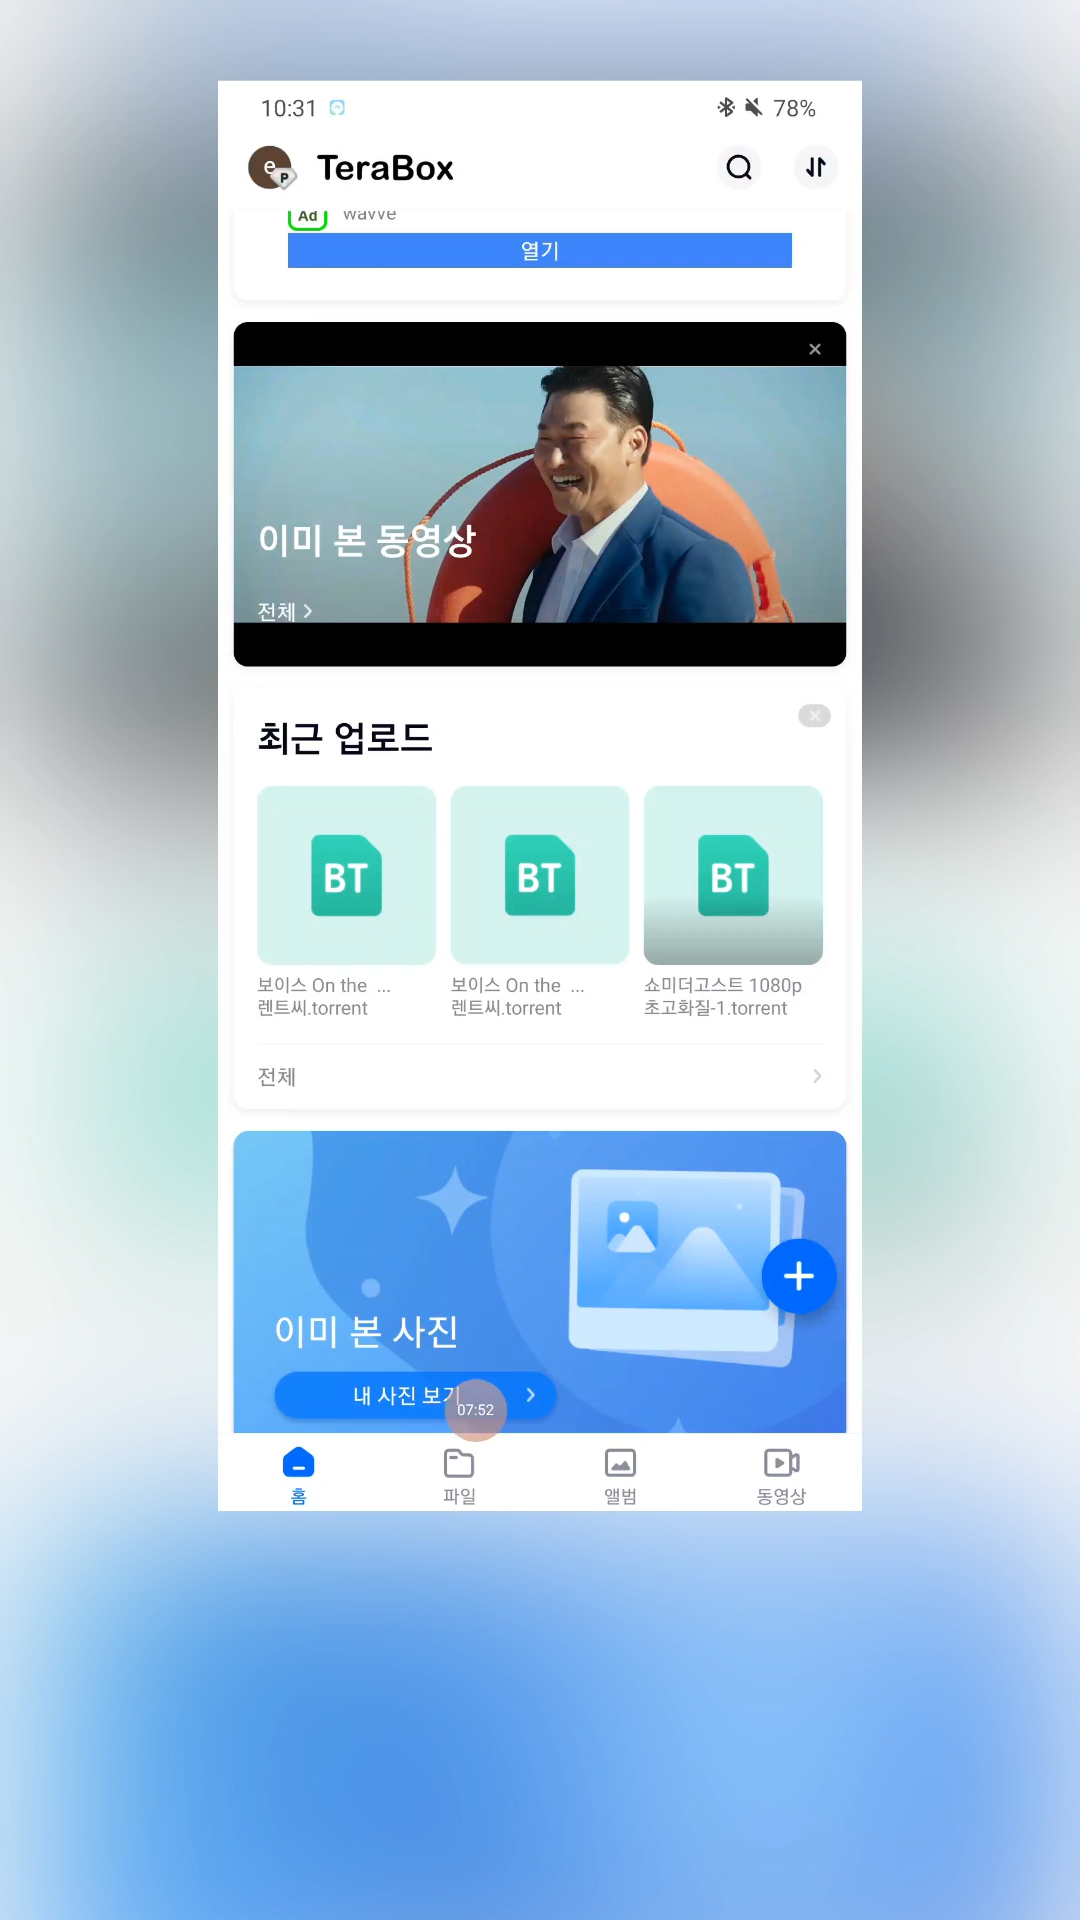 10:31
78%
e
P
TeraBox
Ad wavve
열기
이미 본 동영상
전체
최근 업로드
BT
BT
BT
보이스 On the ...
렌트씨.torrent
보이스 On the ...
렌트씨.torrent
쇼미더고스트 1080p
초고화질-1.torrent
전체
이미 본 사진
내 사진 보기
07:52
홈
파일
앨범
동영상